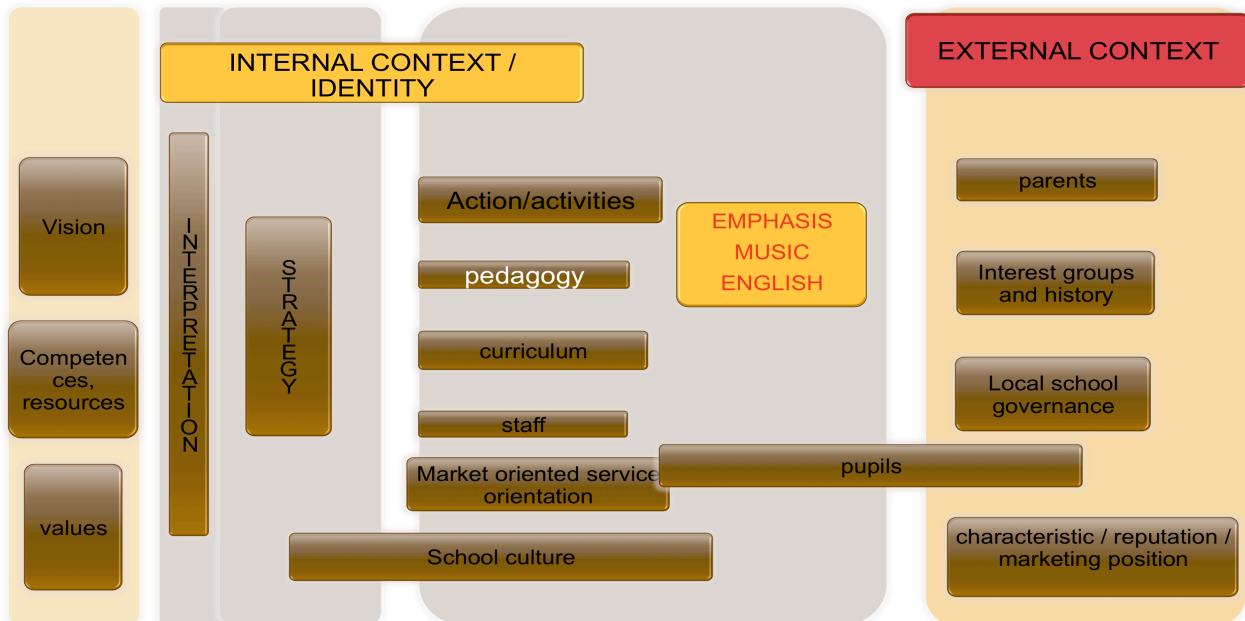 INTERNAL CONTEXT /
IDENTITY
EXTERNAL CONTEXT
Vision
Competen
ces,
resources
values
INTERPRETATION
STRATEGY
Action/activities
pedagogy
curriculum
staff
Market oriented service
orientation
School culture
EMPHASIS
MUSIC
ENGLISH
pupils
parents
Interest groups
and history
Local school
governance
characteristic / reputation /
marketing position